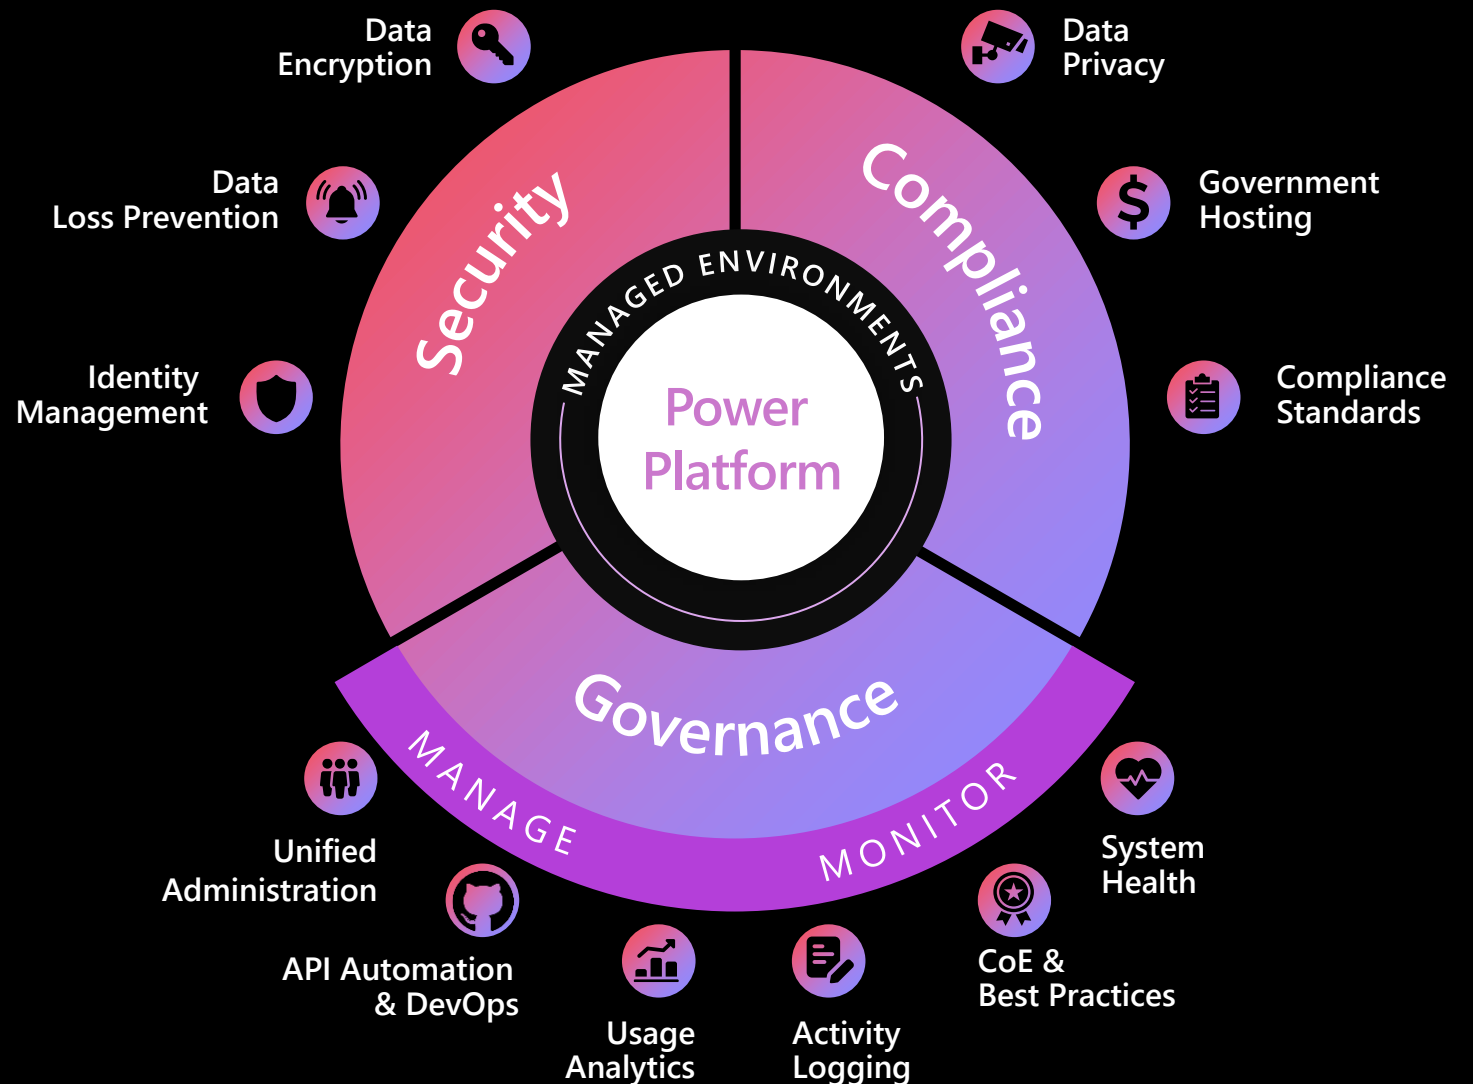 Data
Encryption
Data
Privacy
Data
Loss Prevention
Government
Hosting
Identity
Management
Compliance
Standards
Security
Compliance
MANAGED ENVIRONMENTS
Power
Platform
Governance
MANAGE
MONITOR
Unified
Administration
API Automation
& DevOps
Usage
Analytics
Activity
Logging
CoE &
Best Practices
System
Health
$